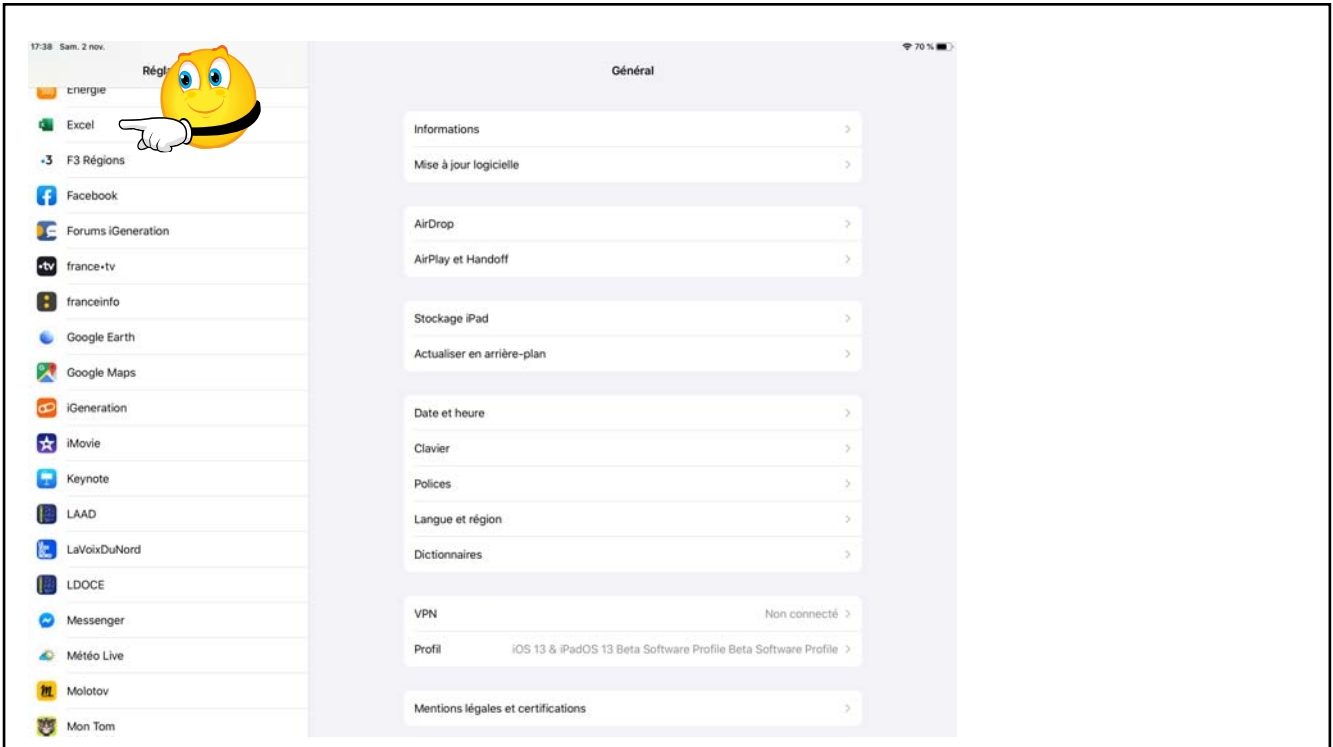 17:38 Sam. 2 nov.
70 %
Général
Energie
Excel
F3 Régions
Facebook
Forums iGeneration
france•tv
franceinfo
Google Earth
Google Maps
iGeneration
iMovie
Keynote
LAAD
LaVoixDuNord
LDOCE
Messenger
Météo Live
Molotov
Mon Tom
Informations
Mise à jour logicielle
AirDrop
AirPlay et Handoff
Stockage iPad
Actualiser en arrière-plan
Date et heure
Clavier
Polices
Langue et région
Dictionnaires
VPN Non connecté
Profil iOS 13 & iPadOS 13 Beta Software Profile Beta Software Profile
Mentions légales et certifications